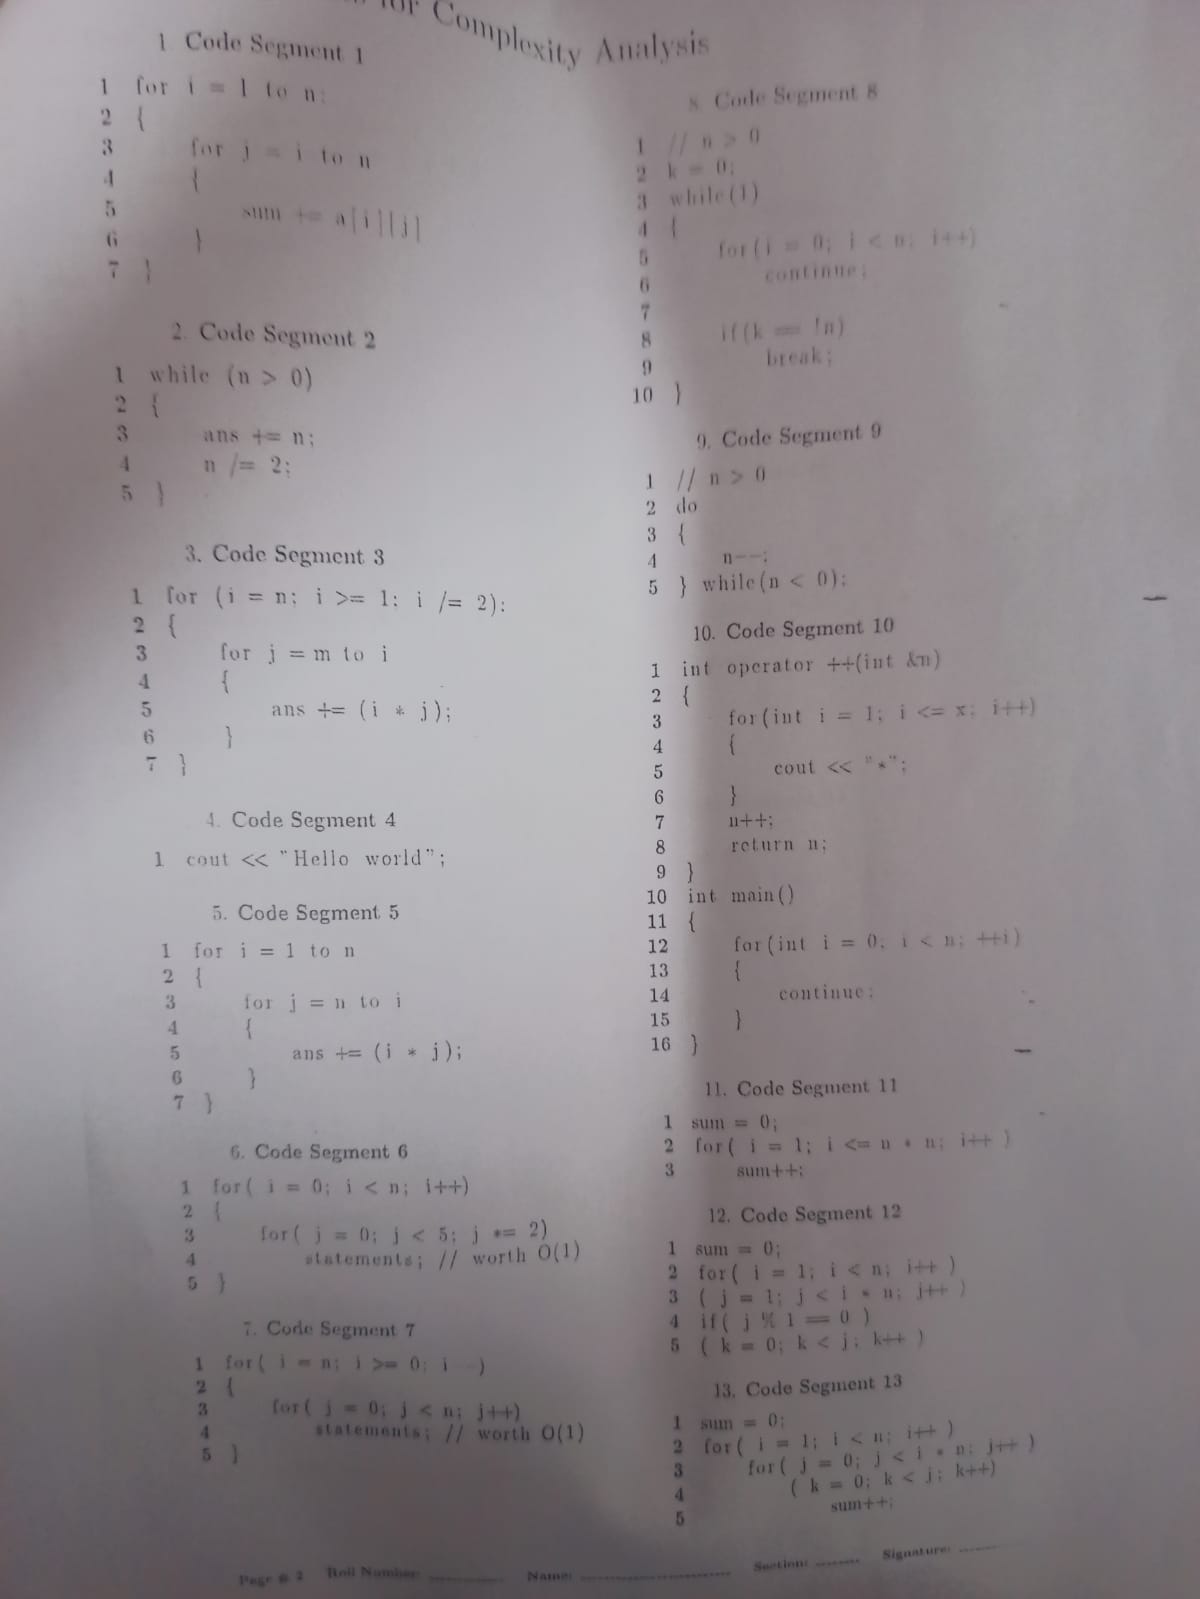 for Complexity Analysis
1 Code Segment 1
1 for i = 1 to n:
2 {
3 for j = i to n
4 {
5 sum += a[i][j]
6 }
7 }
2. Code Segment 2
1 while (n > 0)
2 {
3 ans += n;
4 n /= 2;
5 }
3. Code Segment 3
1 for (i = n; i >= 1; i /= 2):
2 {
3 for j = m to i
4 {
5 ans += (i * j);
6 }
7 }
4. Code Segment 4
1 cout << "Hello world";
5. Code Segment 5
1 for i = 1 to n
2 {
3 for j = n to i
4 {
5 ans += (i * j);
6 }
7 }
6. Code Segment 6
1 for( i = 0; i < n; i++)
2 {
3 for( j = 0; j < 5; j *= 2)
4 statements; // worth O(1)
5 }
7. Code Segment 7
1 for( i = n; i >= 0; i--)
2 {
3 for( j = 0; j < n; j++)
4 statements; // worth O(1)
5 }
8. Code Segment 8
1 // n > 0
2 k = 0;
3 while(1)
4 {
5 for(i = 0; i < n; i++)
6 continue;
7
8 if(k == !n)
9 break;
10 }
9. Code Segment 9
1 // n > 0
2 do
3 {
4 n--;
5 } while(n < 0);
10. Code Segment 10
1 int operator ++(int &n)
2 {
3 for(int i = 1; i <= x; i++)
4 {
5 cout << "*";
6 }
7 n++;
8 return n;
9 }
10 int main()
11 {
12 for(int i = 0; i < n; ++i)
13 {
14 continue;
15 }
16 }
11. Code Segment 11
1 sum = 0;
2 for( i = 1; i <= n * n; i++ )
3 sum++;
12. Code Segment 12
1 sum = 0;
2 for( i = 1; i < n; i++ )
3 ( j = 1; j < i * n; j++ )
4 if( j % 1 == 0 )
5 ( k = 0; k < j; k++ )
13. Code Segment 13
1 sum = 0;
2 for( i = 1; i < n; i++ )
3 for( j = 0; j < i * n; j++ )
4 ( k = 0; k < j; k++)
5 sum++;
Page # 2 Roll Number: Name: Section: Signature: